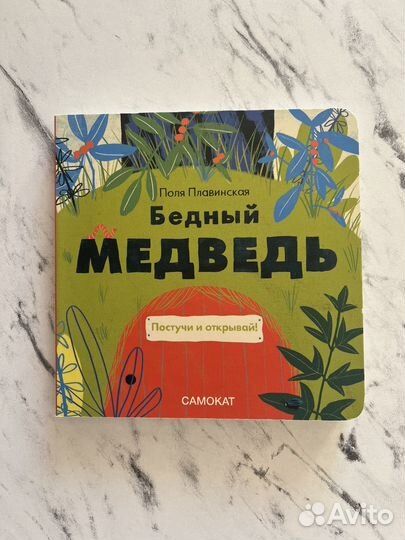 Поля Плавинская
Бедный
МЕДВЕДЬ
Постучи и открывай!
САМОКАТ
Avito